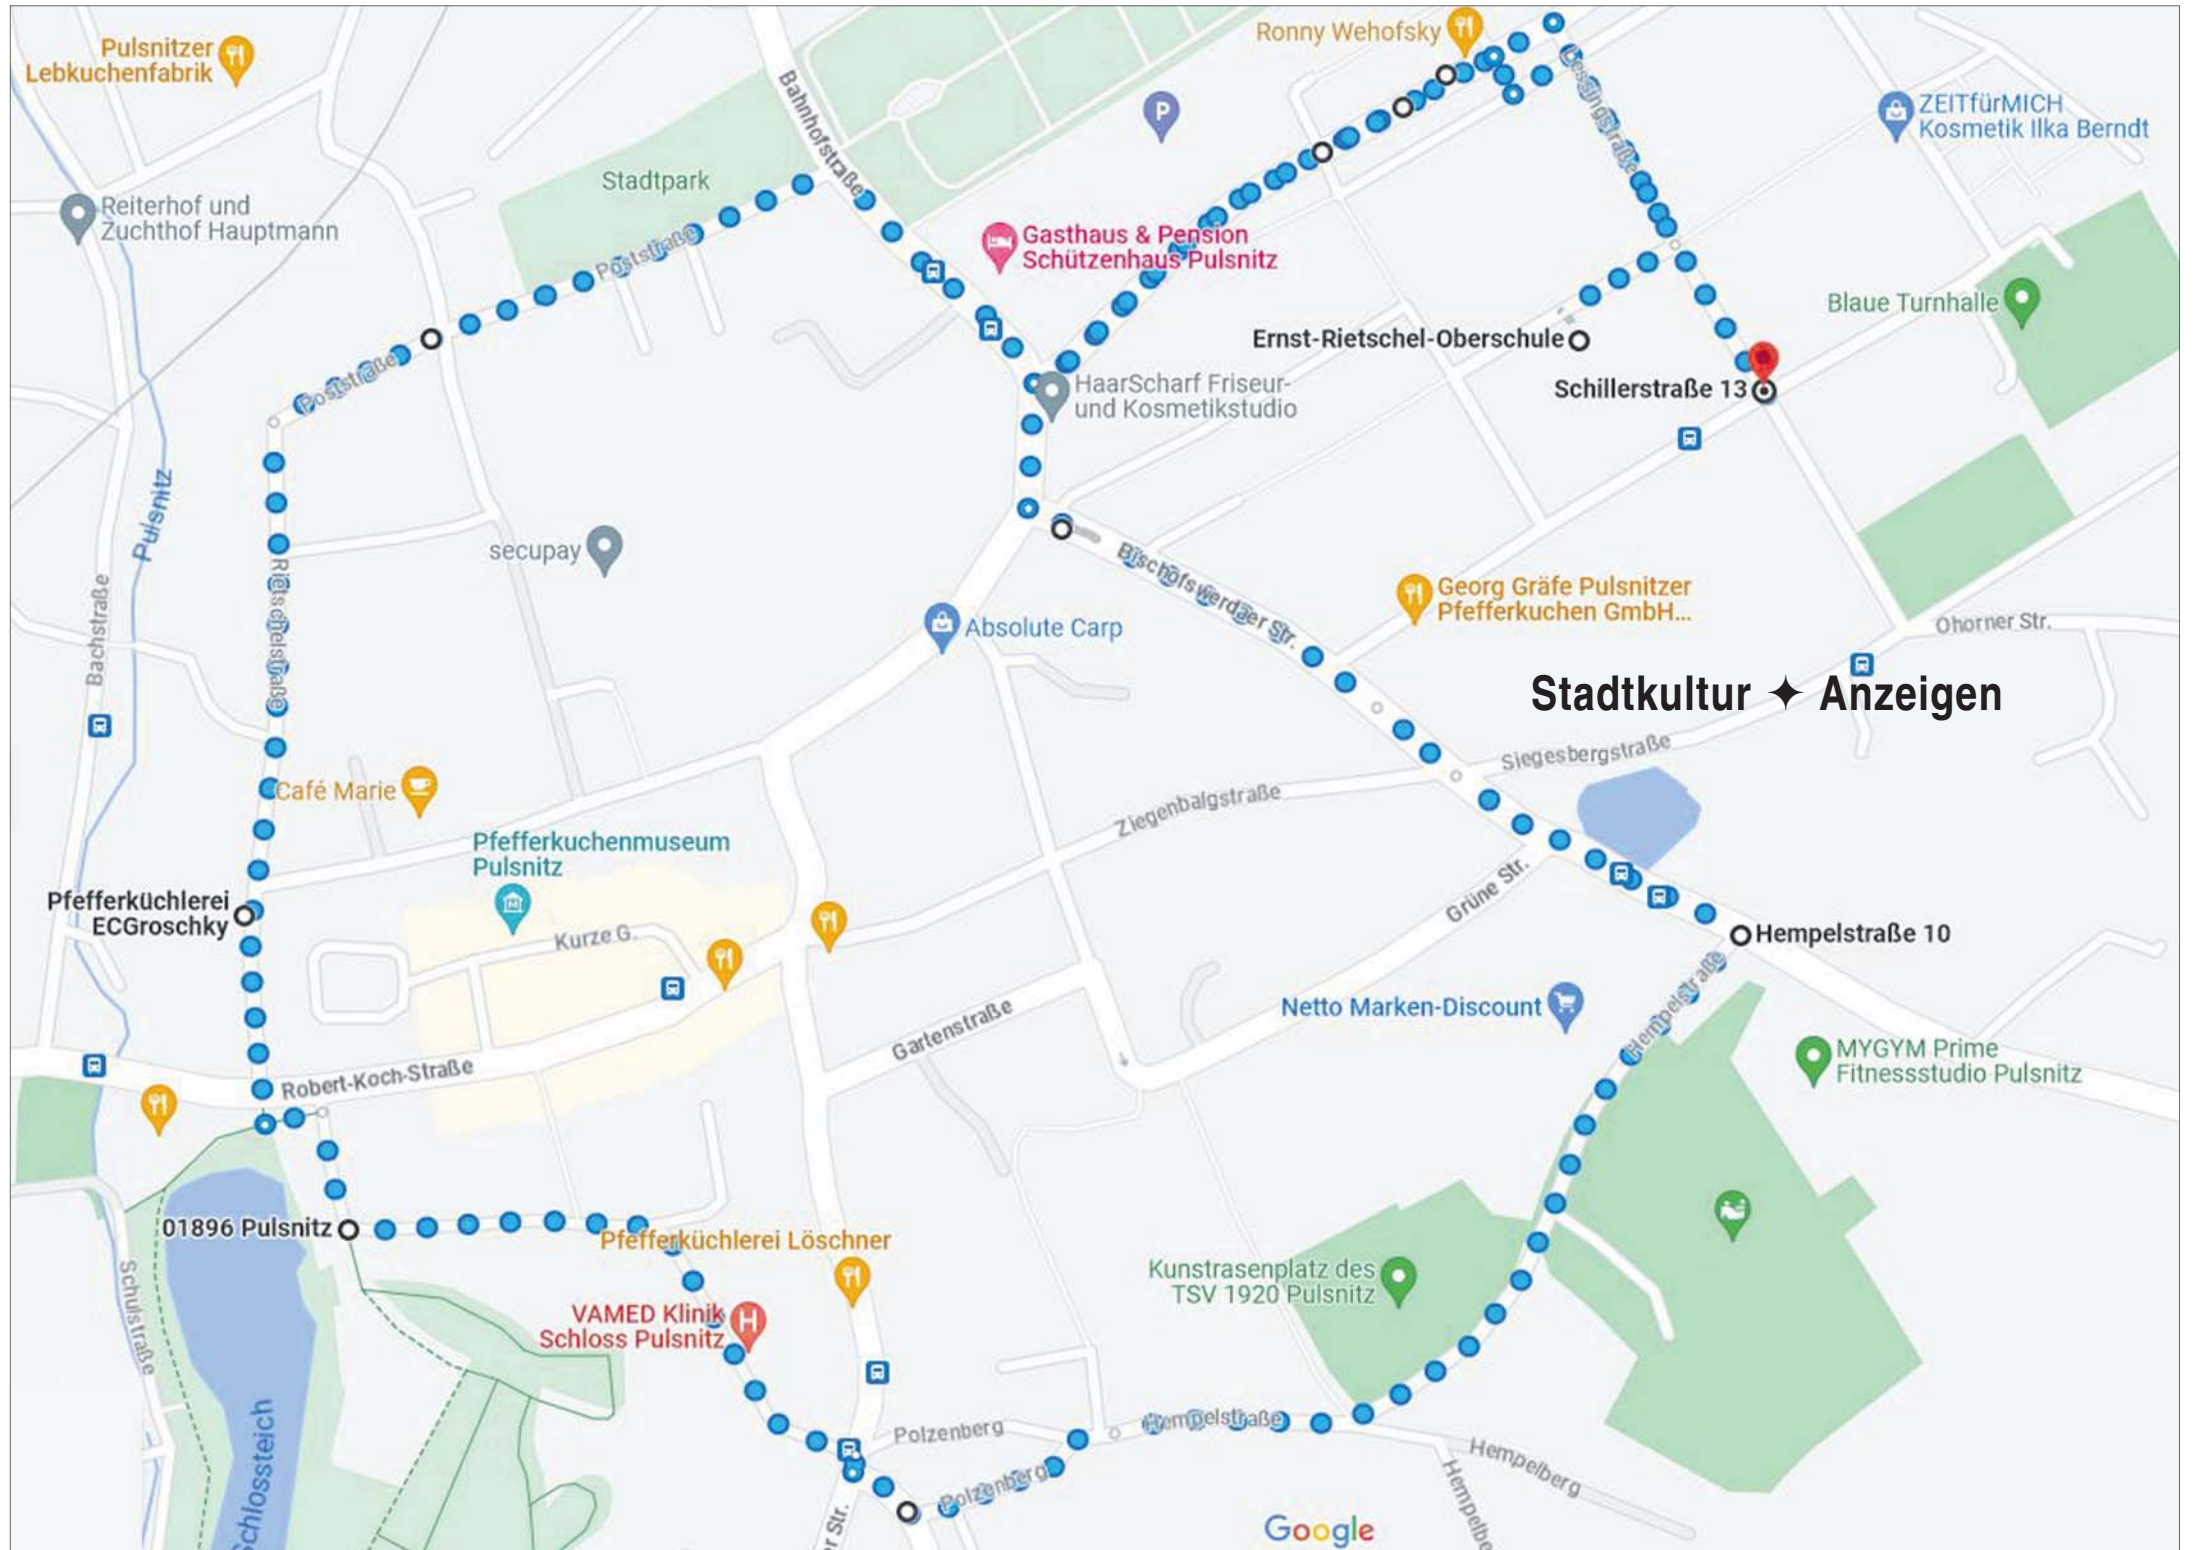 Pulsnitzer
Lebkuchenfabrik
Ronny Wehofsky
Bahnhofstraße
Lessingstraße
ZEITfürMICH
Kosmetik Ilka Berndt
P
Stadtpark
Reiterhof und
Zuchthof Hauptmann
Poststraße
Gasthaus & Pension
Schützenhaus Pulsnitz
Blaue Turnhalle
Ernst-Rietschel-Oberschule
Schillerstraße 13
Poststraße
HaarScharf Friseur-
und Kosmetikstudio
Pulsnitz
secupay
Bischofswerdaer Str.
Rietschelstraße
Bachstraße
Georg Gräfe Pulsnitzer
Pfefferkuchen GmbH...
Absolute Carp
Ohorner Str.
Stadtkultur ✦ Anzeigen
Siegesbergstraße
Café Marie
Ziegenbalgstraße
Pfefferkuchenmuseum
Pulsnitz
M
Grüne Str.
Pfefferküchlerei
ECGroschky
Kurze G.
Hempelstraße 10
Hempelstraße
Netto Marken-Discount
Gartenstraße
MYGYM Prime
Fitnessstudio Pulsnitz
Robert-Koch-Straße
01896 Pulsnitz
Pfefferküchlerei Löschner
Kunstrasenplatz des
TSV 1920 Pulsnitz
VAMED Klinik
Schloss Pulsnitz
H
Schulstraße
Schlossteich
Polzenberg
Hempelstraße
Hempelberg
Polzenberg
Hempelbe
er Str.
Google